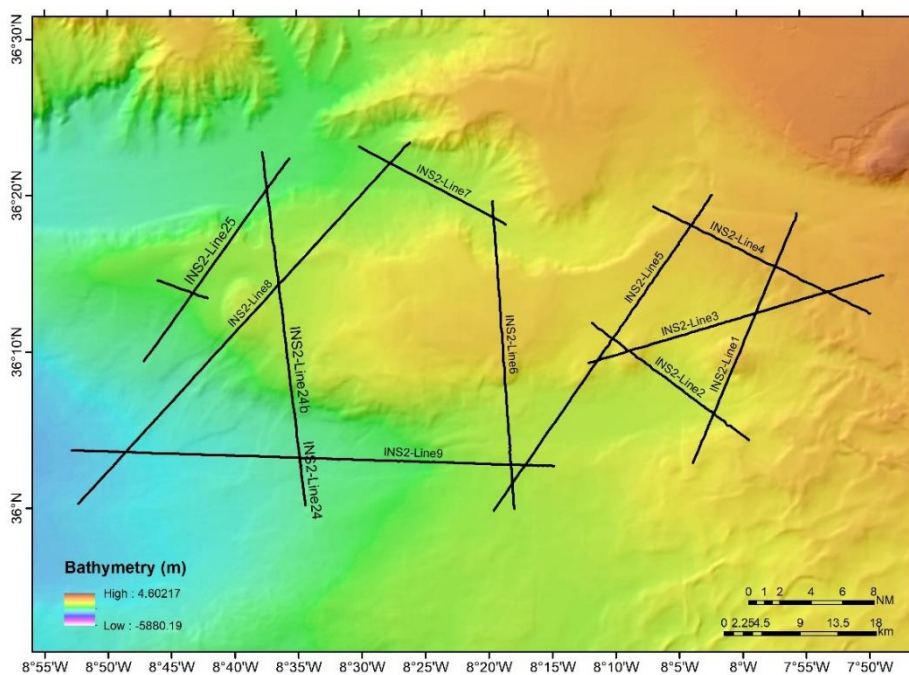 36°30'N
36°20'N
36°10'N
36°N
INS2-Line7
INS2-Line25
INS2-Line8
INS2-Line24b
INS2-Line24
INS2-Line9
INS2-Line6
INS2-Line5
INS2-Line4
INS2-Line3
INS2-Line2
INS2-Line1
Bathymetry (m)
High : 4.60217
Low : -5880.19
0 1 2 4 6 8
NM
0 2.25 4.5 9 13.5 18
km
8°55'W 8°50'W 8°45'W 8°40'W 8°35'W 8°30'W 8°25'W 8°20'W 8°15'W 8°10'W 8°5'W 8°W 7°55'W 7°50'W